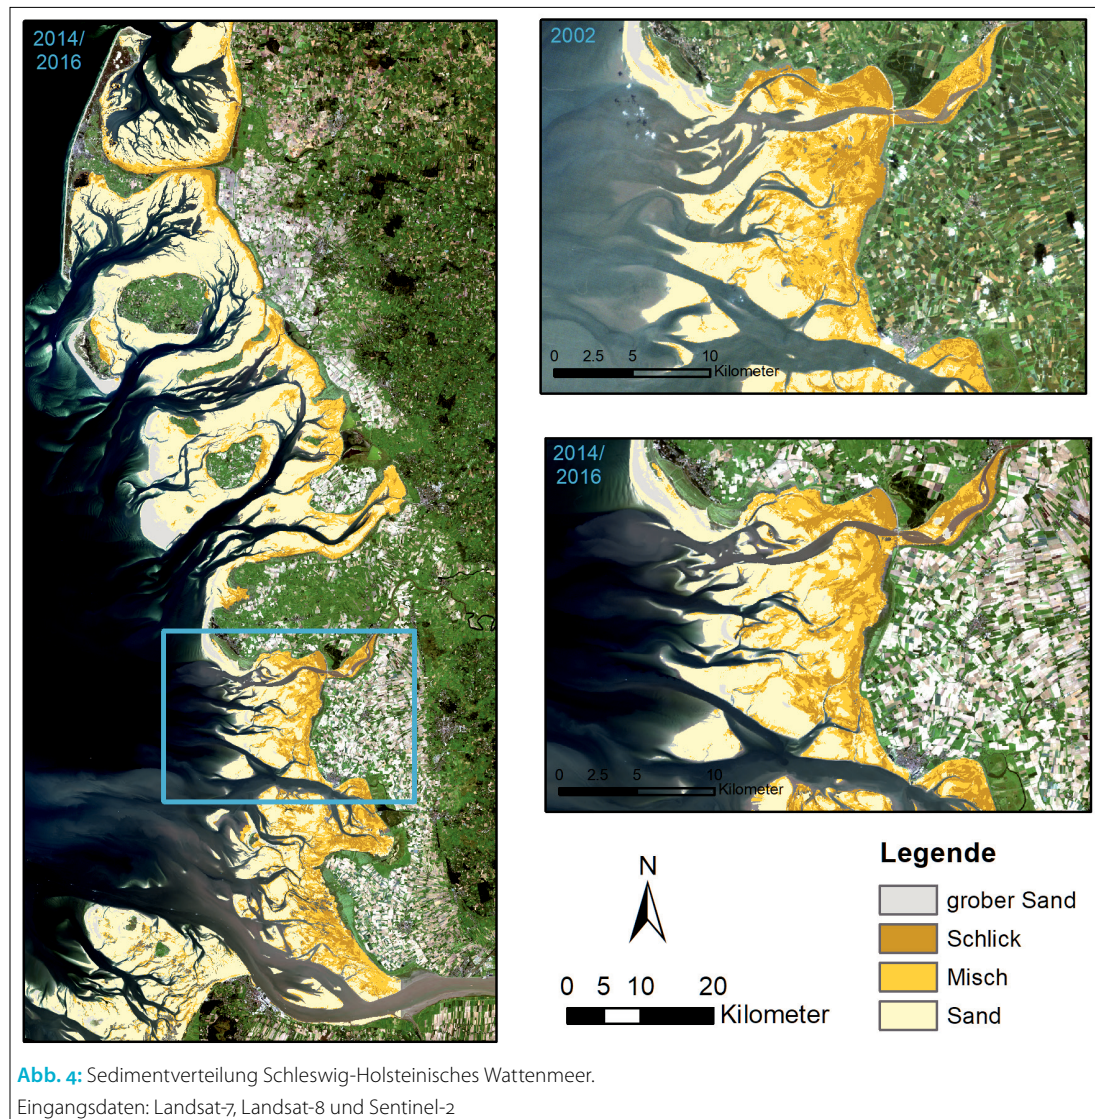 2014/
2016
2002
0 2.5 5 10
Kilometer
2014/
2016
0 2.5 5 10
Kilometer
N
0 5 10 20
Kilometer
Legende
grober Sand
Schlick
Misch
Sand
Abb. 4: Sedimentverteilung Schleswig-Holsteinisches Wattenmeer.
Eingangsdaten: Landsat-7, Landsat-8 und Sentinel-2